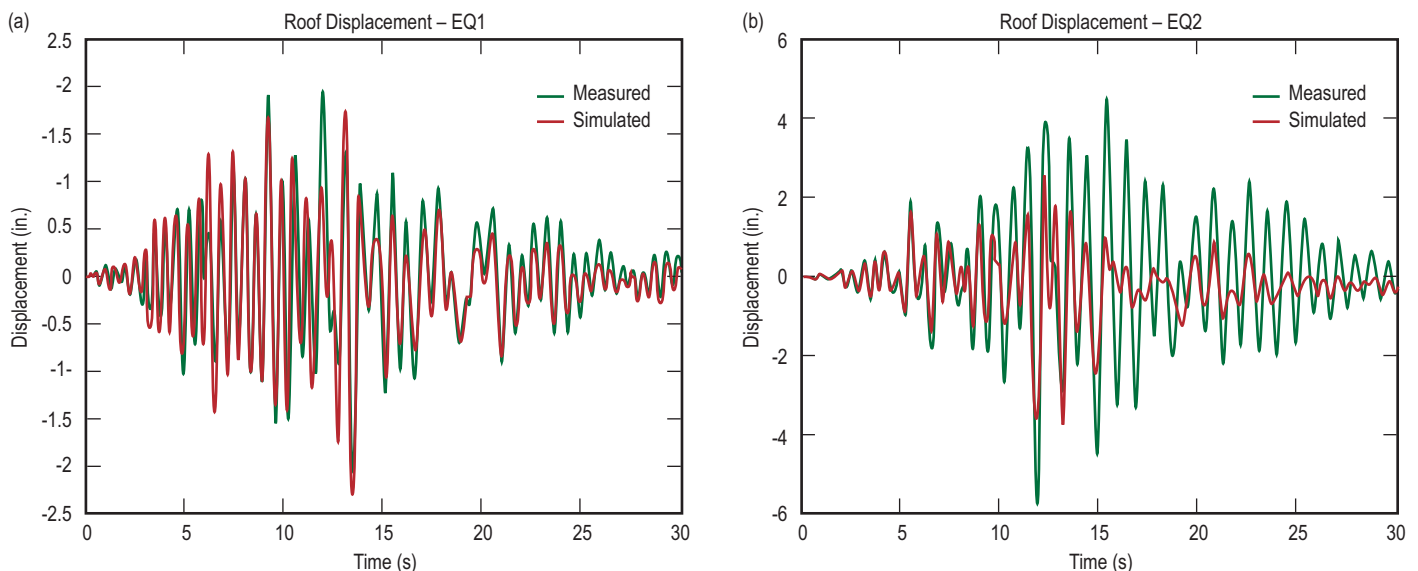 (a)
Roof Displacement – EQ1
2.5
-2
-1.5
-1
0.5
0
-0.5
-1-
-1.5
-2
-2.5
Displacement (in.)
Measured
Simulated
0 5 10 15 20 25 30
Time (s)
(b)
Roof Displacement – EQ2
6
4
2
0
-2
-4
-6
Displacement (in.)
Measured
Simulated
0 5 10 15 20 25 30
Time (s)